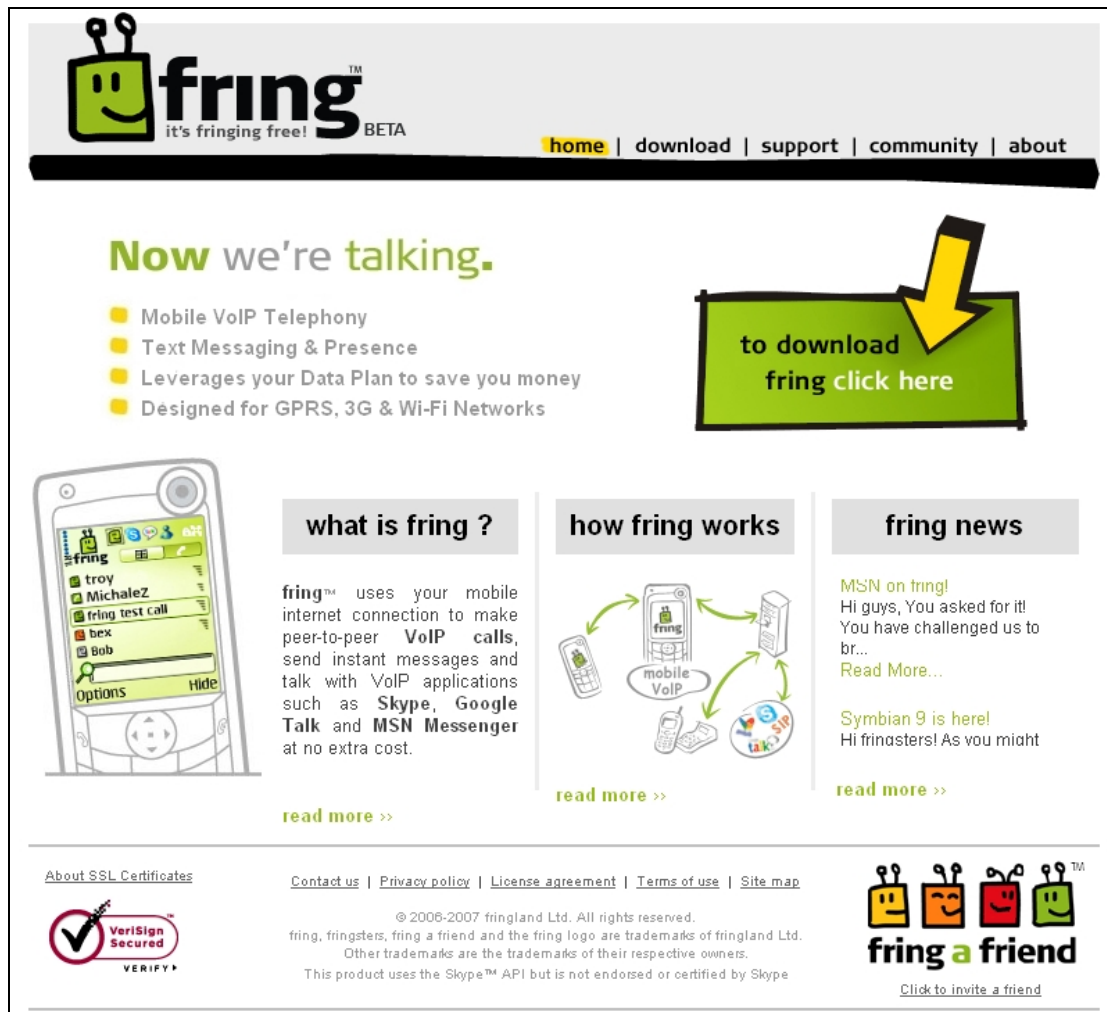 fring™
it's fringing free! BETA
home | download | support | community | about
Now we're talking.
Mobile VoIP Telephony
Text Messaging & Presence
Leverages your Data Plan to save you money
Designed for GPRS, 3G & Wi-Fi Networks
to download
fring click here
fring
troy
MichaleZ
fring test call
bex
Bob
Options Hide
what is fring ?
fring™ uses your mobile
internet connection to make
peer-to-peer VoIP calls,
send instant messages and
talk with VoIP applications
such as Skype, Google
Talk and MSN Messenger
at no extra cost.
read more >>
how fring works
fring
mobile
VoIP
SIP
talk
read more >>
fring news
MSN on fring!
Hi guys, You asked for it!
You have challenged us to
br...
Read More...
Symbian 9 is here!
Hi fringsters! As you might
read more >>
About SSL Certificates
VeriSign™
Secured
VERIFY
Contact us | Privacy policy | License agreement | Terms of use | Site map
© 2006-2007 fringland Ltd. All rights reserved.
fring, fringsters, fring a friend and the fring logo are trademarks of fringland Ltd.
Other trademarks are the trademarks of their respective owners.
This product uses the Skype™ API but is not endorsed or certified by Skype
TM
fring a friend
Click to invite a friend